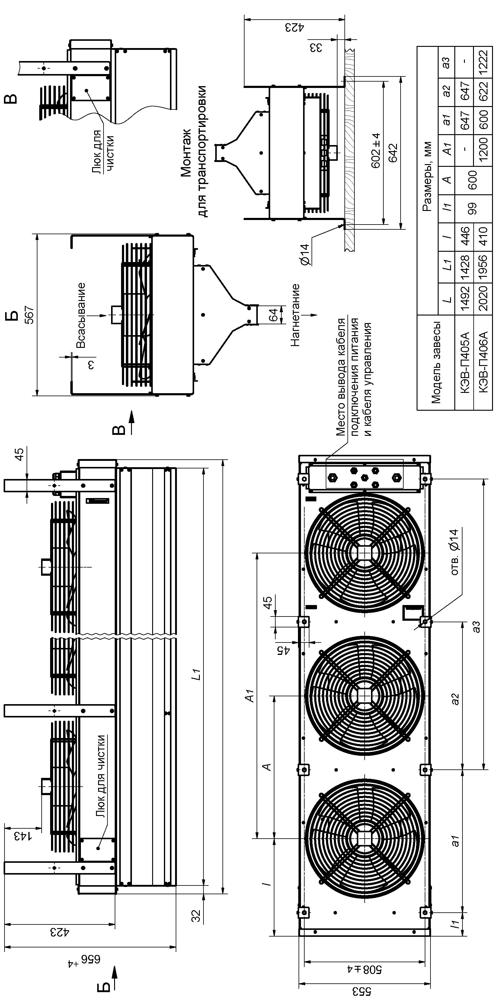 45
143
Люк для чистки
L1
32
423
656 +4
Б
В
Б
567
Всасывание
3
64
Нагнетание
В
Люк для
чистки
Монтаж
для транспортировки
423
33
602±4
642
Ø14
Место вывода кабеля
подключения питания
и кабеля управления
45
45
отв. Ø14
A1
A
l
a3
a2
a1
l1
508±4
553
Модель завесы
Размеры, мм
L L1 l l1 A A1 a1 a2 a3
КЭВ-П405А 1492 1428 446 99 600 - 647 647 -
КЭВ-П406А 2020 1956 410 1200 600 622 1222